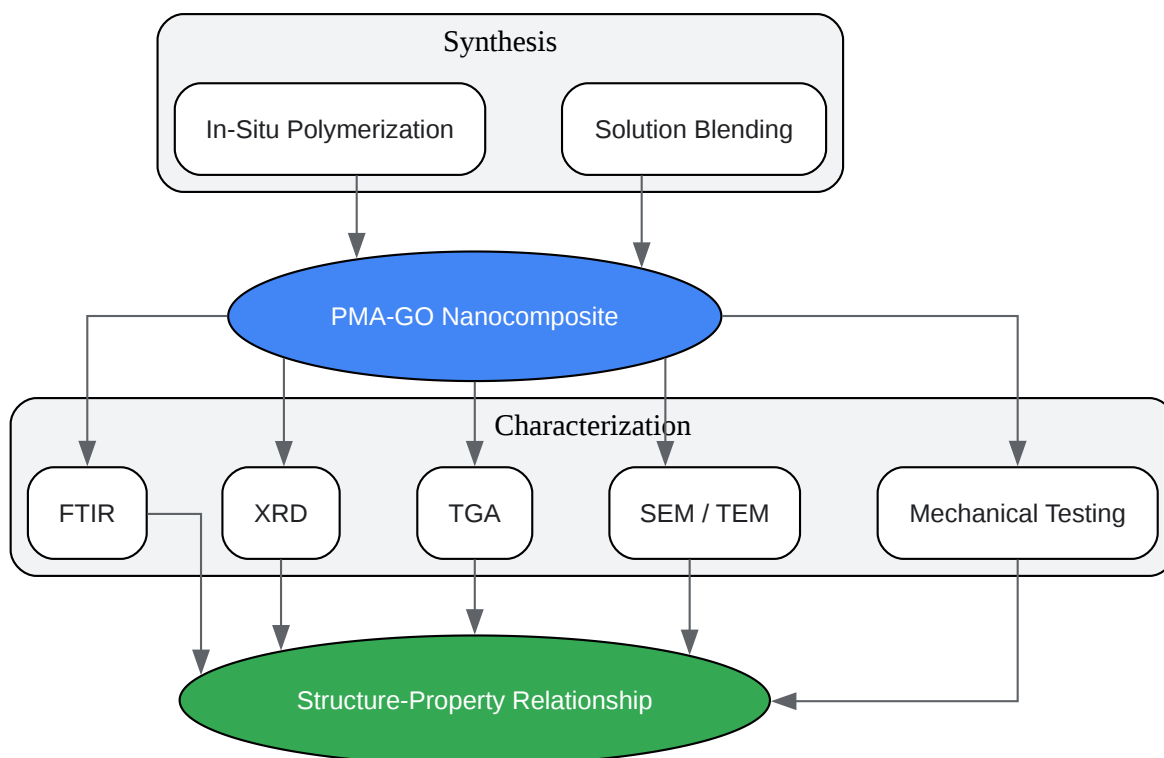 Synthesis
In-Situ Polymerization
Solution Blending
PMA-GO Nanocomposite
Characterization
FTIR
XRD
TGA
SEM / TEM
Mechanical Testing
Structure-Property Relationship